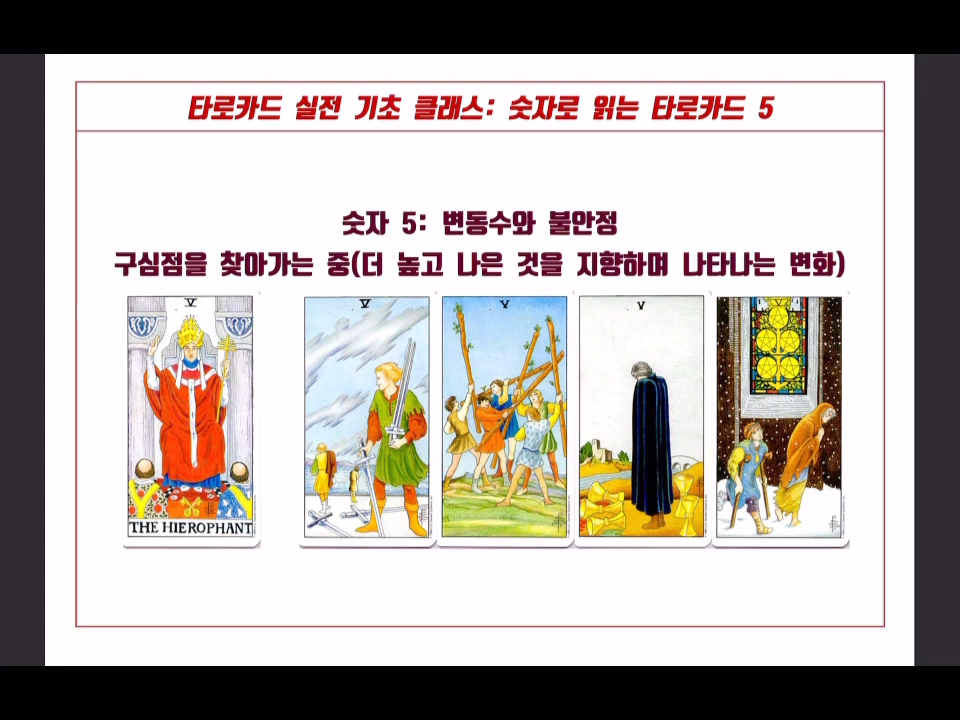 타로카드 실전 기초 클래스: 숫자로 읽는 타로카드 5
숫자 5: 변동수와 불안정
구심점을 찾아가는 중(더 높고 나은 것을 지향하며 나타나는 변화)
V
V
V
V
THE HIEROPHANT